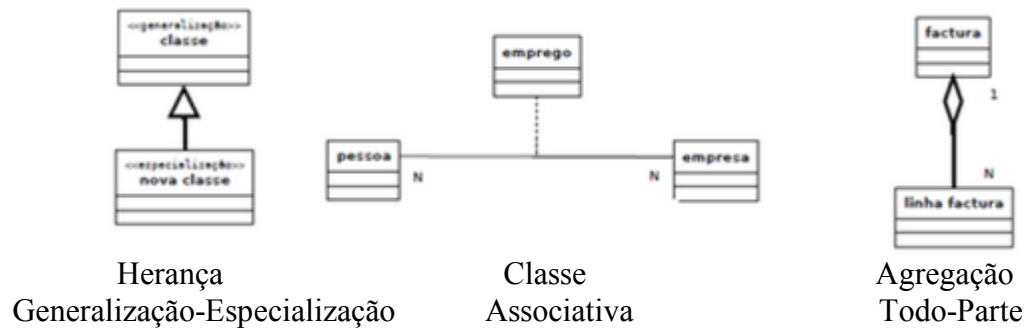 <<generalização>>
classe
<<especialização>>
nova classe
emprego
pessoa
N
N
empresa
factura
1
N
linha factura
Herança Classe Agregação
Generalização-Especialização Associativa Todo-Parte